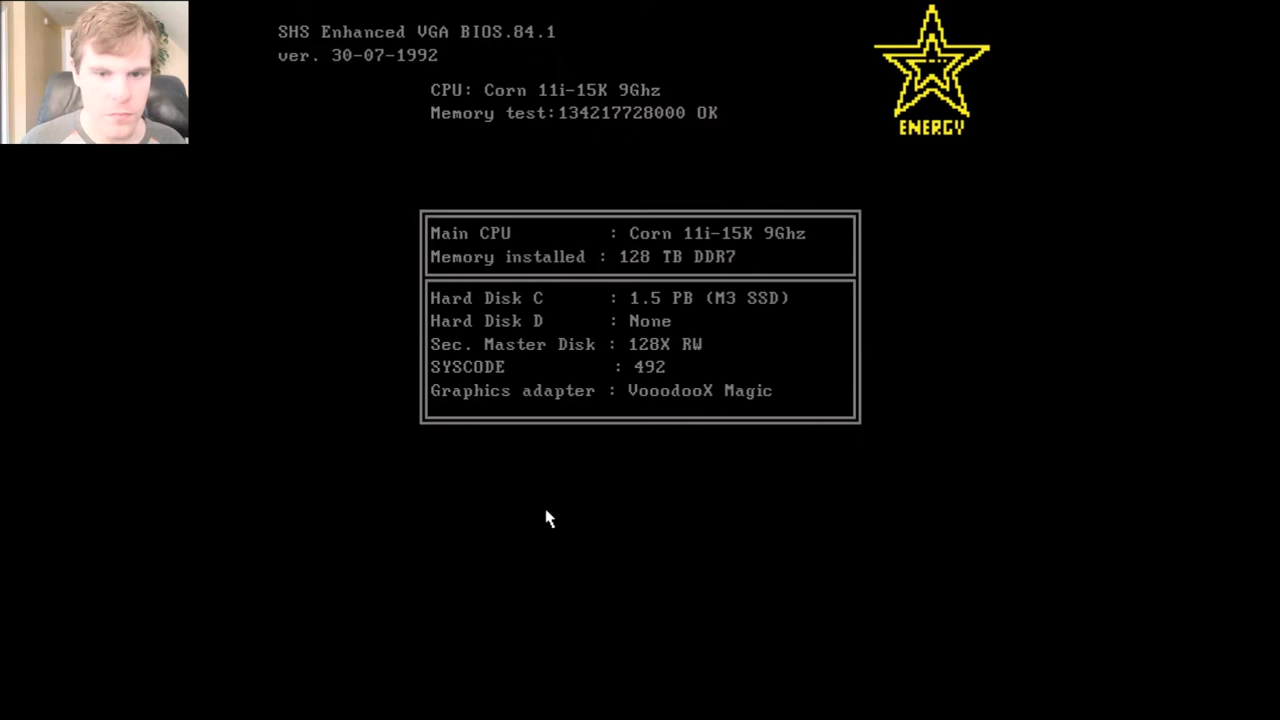 SHS Enhanced VGA BIOS.84.1
ver. 30-07-1992
CPU: Corn 11i-15K 9Ghz
Memory test:134217728000 OK
ENERGY
Main CPU : Corn 11i-15K 9Ghz
Memory installed : 128 TB DDR7
Hard Disk C : 1.5 PB (M3 SSD)
Hard Disk D : None
Sec. Master Disk : 128X RW
SYSCODE : 492
Graphics adapter : VooodooX Magic